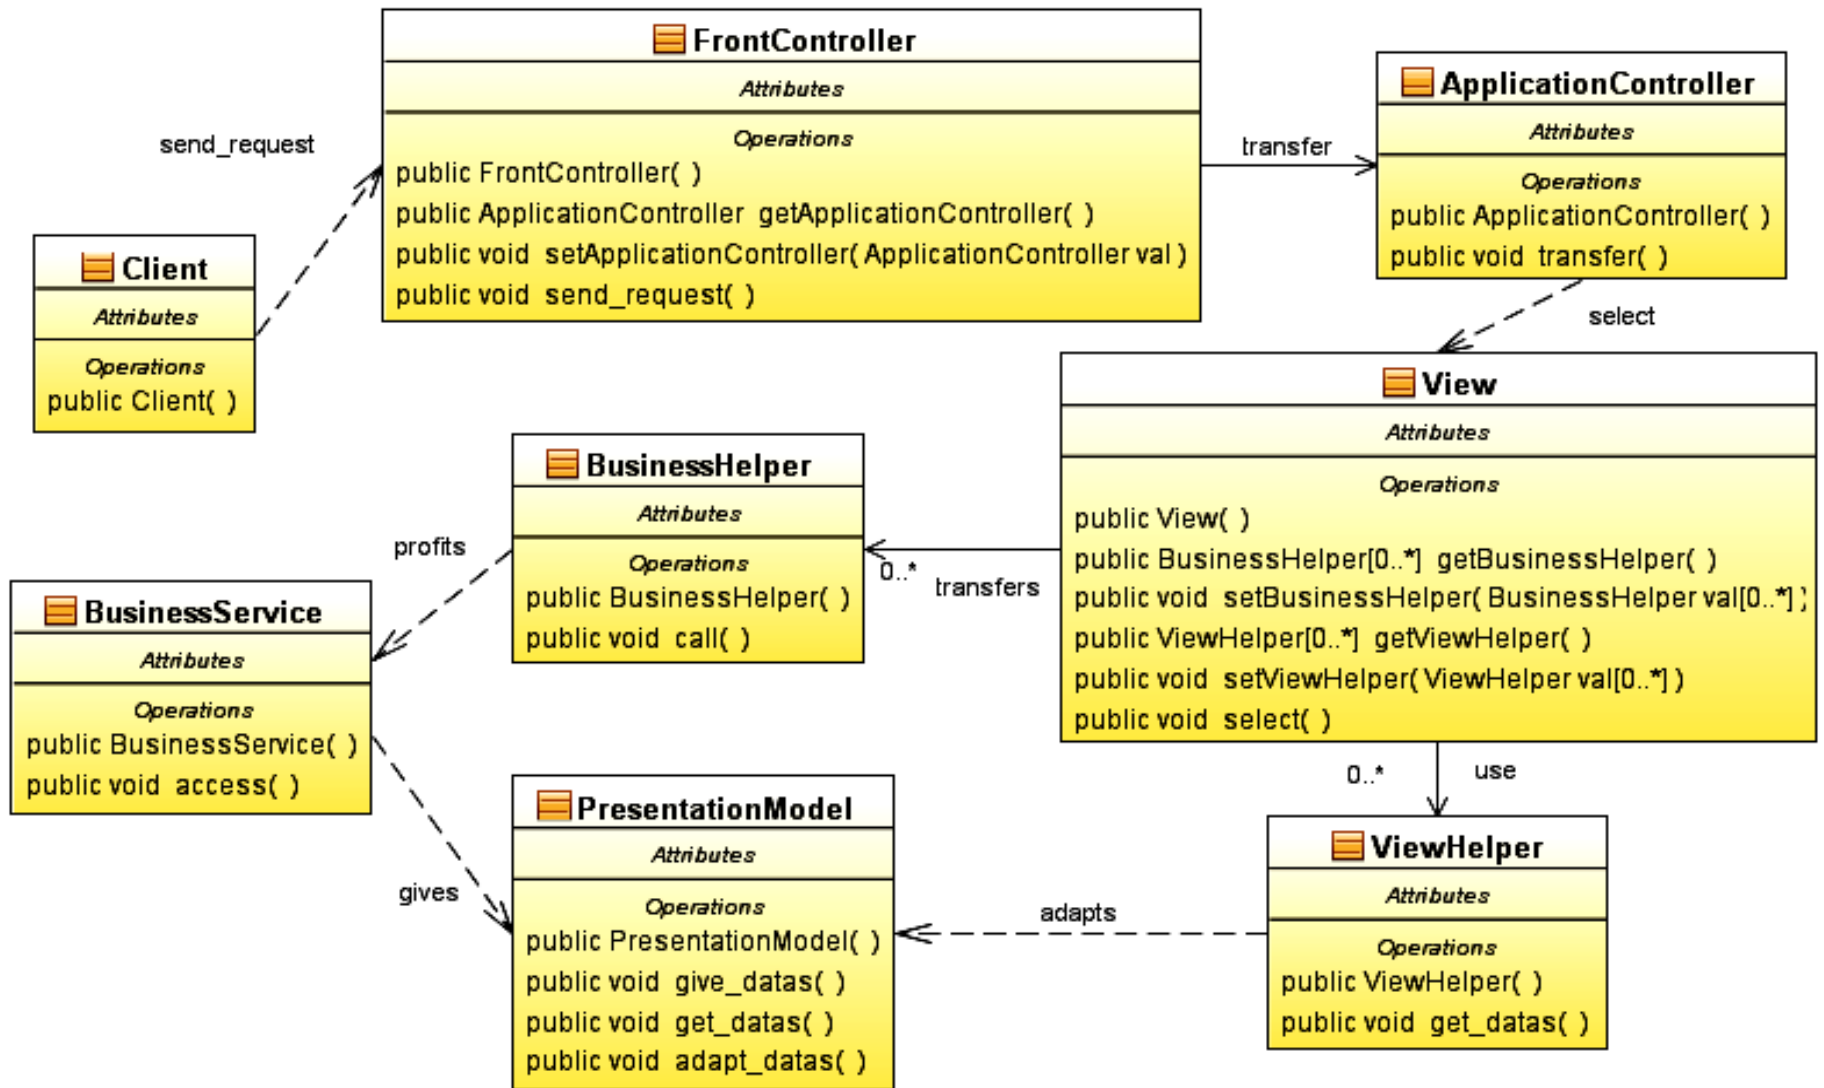 FrontController
Attributes
Operations
public FrontController( )
public ApplicationController getApplicationController( )
public void setApplicationController( ApplicationController val )
public void send_request( )
send_request
transfer
ApplicationController
Attributes
Operations
public ApplicationController( )
public void transfer( )
select
Client
Attributes
Operations
public Client( )
View
Attributes
Operations
public View( )
public BusinessHelper[0..*] getBusinessHelper( )
public void setBusinessHelper( BusinessHelper val[0..*] )
public ViewHelper[0..*] getViewHelper( )
public void setViewHelper( ViewHelper val[0..*] )
public void select( )
0..*
transfers
BusinessHelper
Attributes
Operations
public BusinessHelper( )
public void call( )
profits
BusinessService
Attributes
Operations
public BusinessService( )
public void access( )
gives
PresentationModel
Attributes
Operations
public PresentationModel( )
public void give_datas( )
public void get_datas( )
public void adapt_datas( )
adapts
0..*
use
ViewHelper
Attributes
Operations
public ViewHelper( )
public void get_datas( )